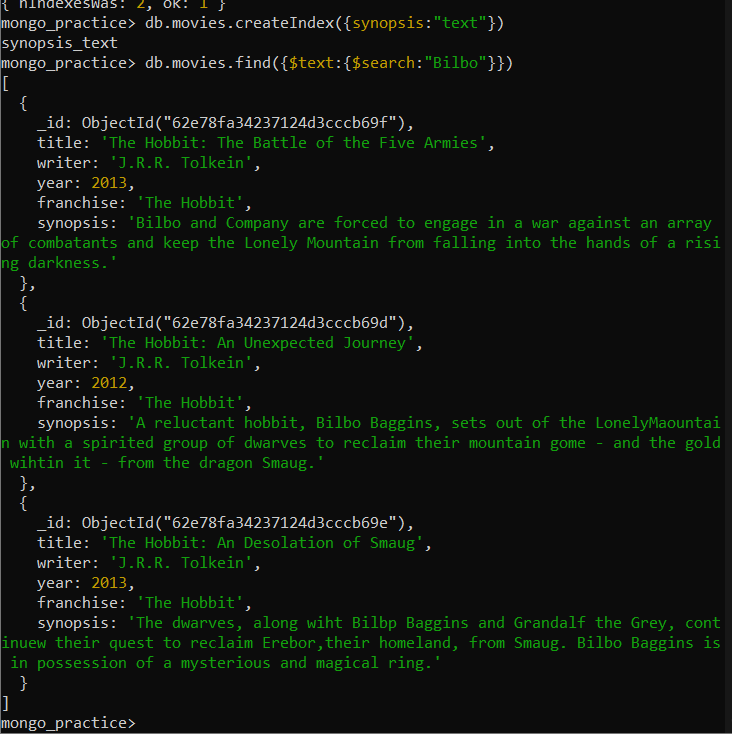 { nIndexesWas: 2, ok: 1 }
mongo_practice> db.movies.createIndex({synopsis:"text"})
synopsis_text
mongo_practice> db.movies.find({$text:{$search:"Bilbo"}})
[
  {
    _id: ObjectId("62e78fa34237124d3cccb69f"),
    title: 'The Hobbit: The Battle of the Five Armies',
    writer: 'J.R.R. Tolkein',
    year: 2013,
    franchise: 'The Hobbit',
    synopsis: 'Bilbo and Company are forced to engage in a war against an array
of combatants and keep the Lonely Mountain from falling into the hands of a risi
ng darkness.'
  },
  {
    _id: ObjectId("62e78fa34237124d3cccb69d"),
    title: 'The Hobbit: An Unexpected Journey',
    writer: 'J.R.R. Tolkein',
    year: 2012,
    franchise: 'The Hobbit',
    synopsis: 'A reluctant hobbit, Bilbo Baggins, sets out of the LonelyMaountai
n with a spirited group of dwarves to reclaim their mountain gome - and the gold
 wihtin it - from the dragon Smaug.'
  },
  {
    _id: ObjectId("62e78fa34237124d3cccb69e"),
    title: 'The Hobbit: An Desolation of Smaug',
    writer: 'J.R.R. Tolkein',
    year: 2013,
    franchise: 'The Hobbit',
    synopsis: 'The dwarves, along wiht Bilbp Baggins and Grandalf the Grey, cont
inuew their quest to reclaim Erebor,their homeland, from Smaug. Bilbo Baggins is
 in possession of a mysterious and magical ring.'
  }
]
mongo_practice>